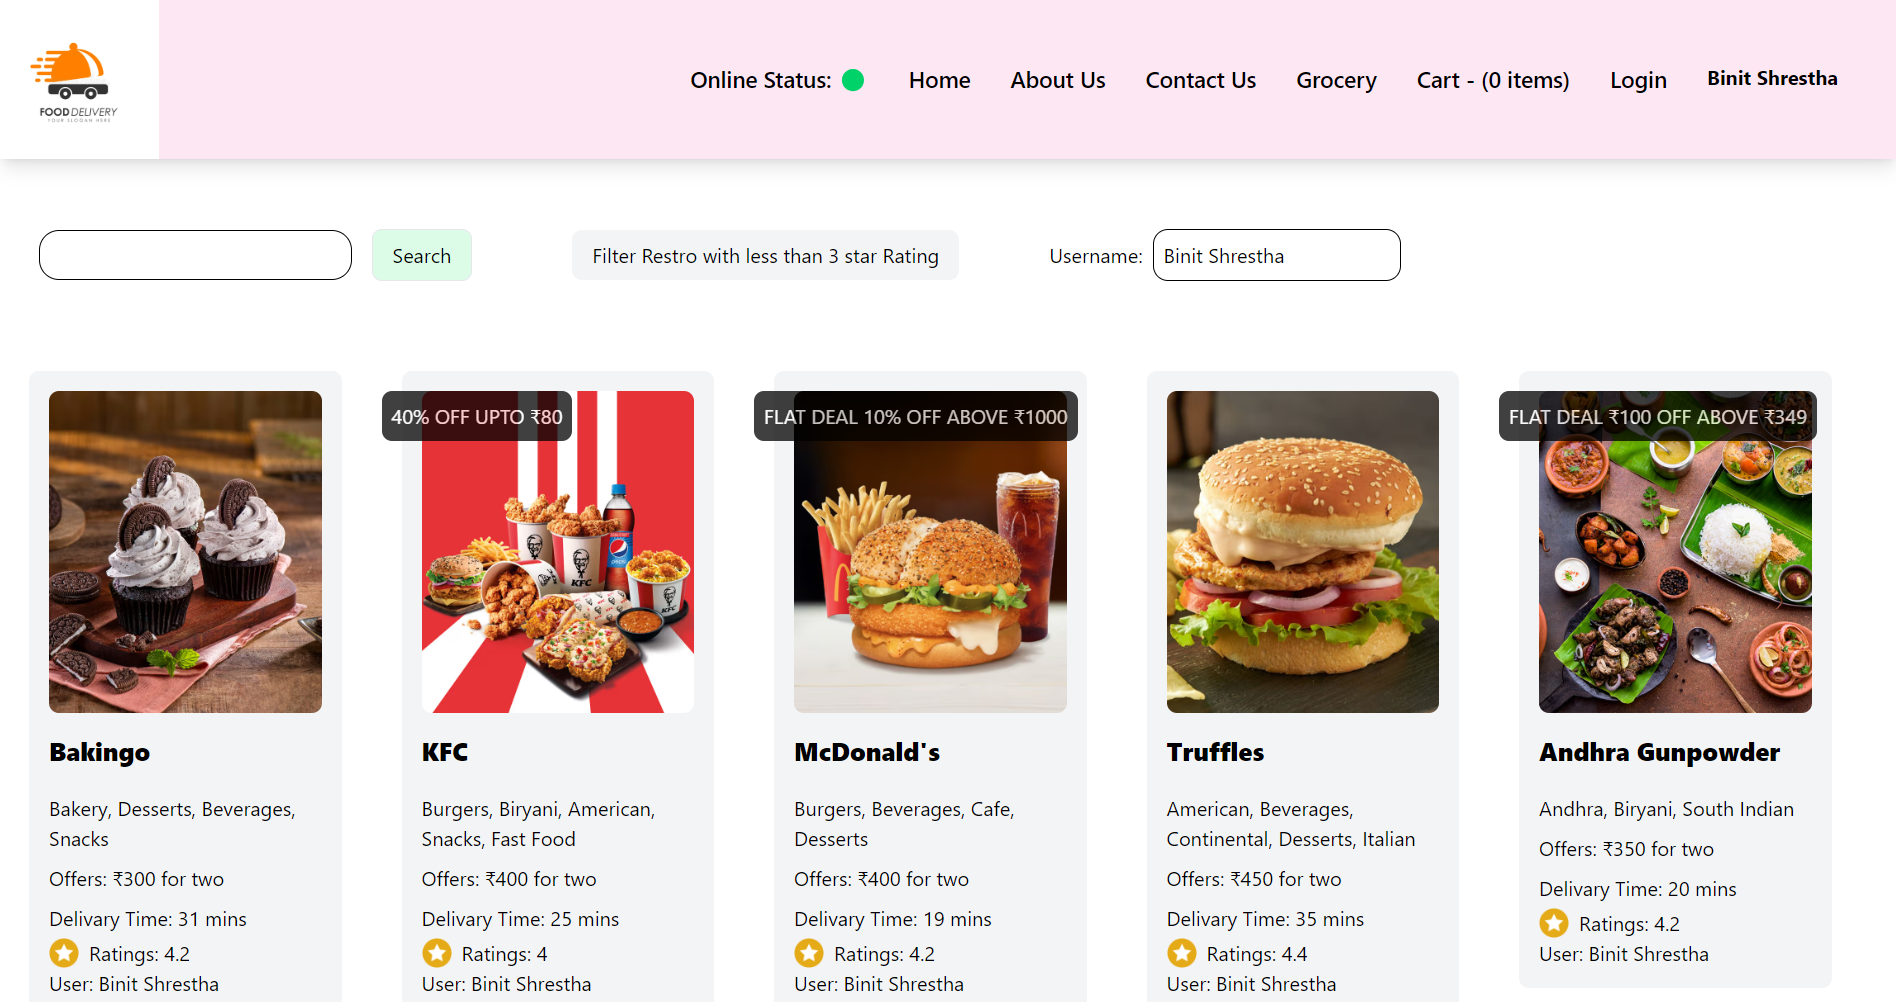 FOOD DELIVERY
YOUR SLOGAN HERE
Online Status:
Home
About Us
Contact Us
Grocery
Cart - (0 items)
Login
Binit Shrestha
Search
Filter Restro with less than 3 star Rating
Username:
Binit Shrestha
Bakingo
Bakery, Desserts, Beverages,
Snacks
Offers: ₹300 for two
Delivary Time: 31 mins
Ratings: 4.2
User: Binit Shrestha
40% OFF UPTO ₹80
KFC
pepsi
KFC
Burgers, Biryani, American,
Snacks, Fast Food
Offers: ₹400 for two
Delivary Time: 25 mins
Ratings: 4
User: Binit Shrestha
FLAT DEAL 10% OFF ABOVE ₹1000
McDonald's
Burgers, Beverages, Cafe,
Desserts
Offers: ₹400 for two
Delivary Time: 19 mins
Ratings: 4.2
User: Binit Shrestha
Truffles
American, Beverages,
Continental, Desserts, Italian
Offers: ₹450 for two
Delivary Time: 35 mins
Ratings: 4.4
User: Binit Shrestha
FLAT DEAL ₹100 OFF ABOVE ₹349
Andhra Gunpowder
Andhra, Biryani, South Indian
Offers: ₹350 for two
Delivary Time: 20 mins
Ratings: 4.2
User: Binit Shrestha